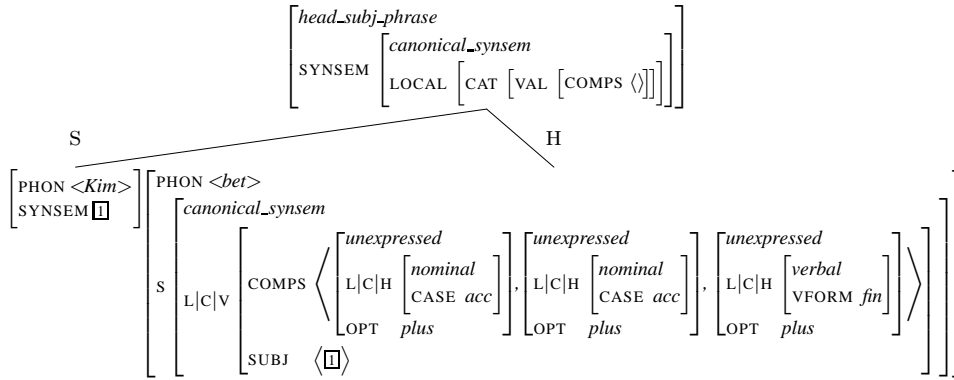 head_subj_phrase
canonical_synsem
SYNSEM
LOCAL [CAT [VAL [COMPS ⟨⟩]]]
S H
PHON <Kim>
SYNSEM 1
PHON <bet>
canonical_synsem
S
L|C|V
COMPS
unexpressed
L|C|H
nominal
CASE acc
OPT plus
,
unexpressed
L|C|H
nominal
CASE acc
OPT plus
,
unexpressed
L|C|H
verbal
VFORM fin
OPT plus
SUBJ ⟨1⟩